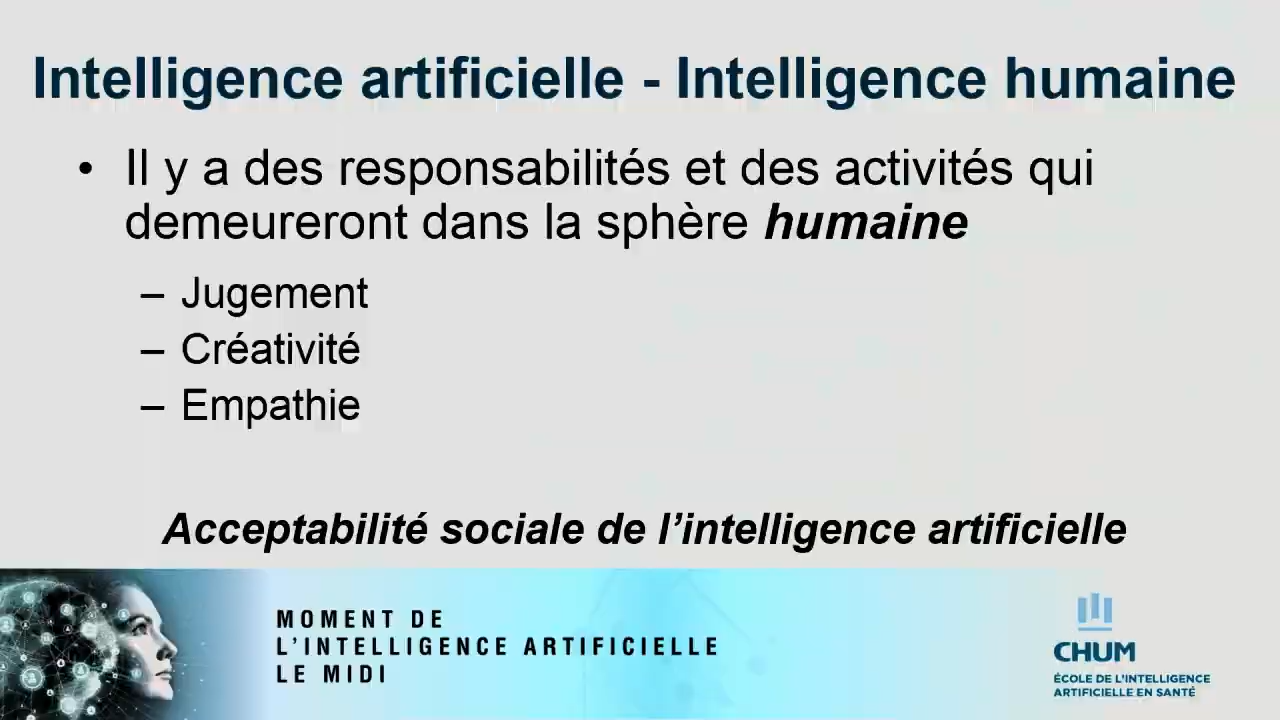 Intelligence artificielle - Intelligence humaine
• Il y a des responsabilités et des activités qui
demeureront dans la sphère humaine
– Jugement
– Créativité
– Empathie
Acceptabilité sociale de l’intelligence artificielle
MOMENT DE
L’INTELLIGENCE ARTIFICIELLE
LE MIDI
CHUM
ÉCOLE DE L’INTELLIGENCE
ARTIFICIELLE EN SANTÉ